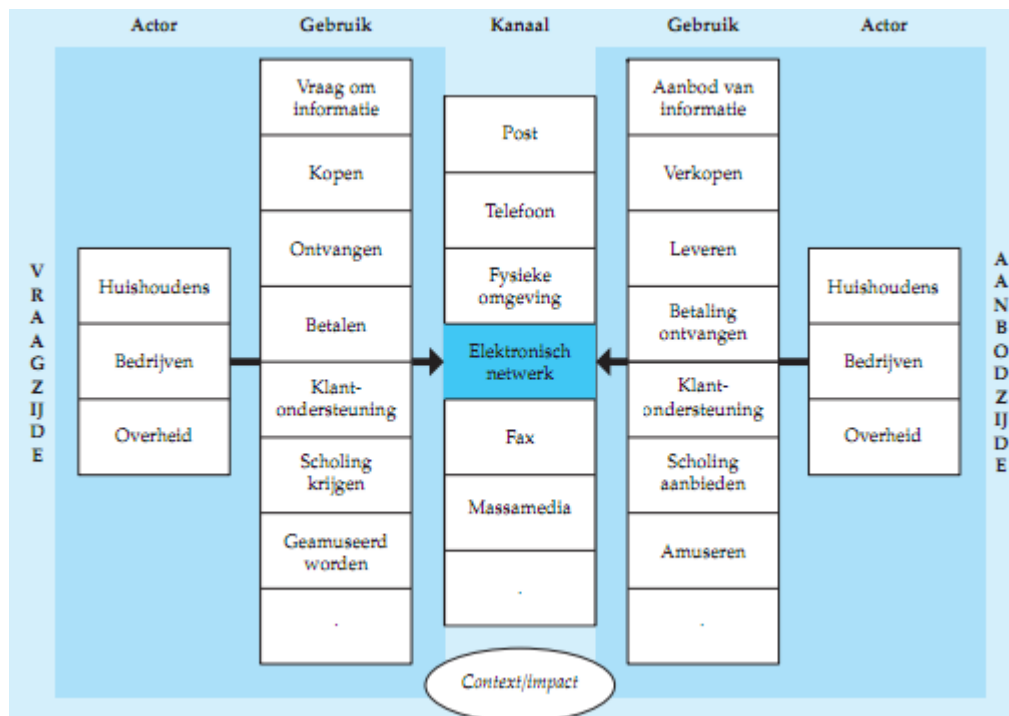 Actor
Gebruik
Kanaal
Gebruik
Actor
VRAAGZIJDE
Huishoudens
Bedrijven
Overheid
Vraag om
informatie
Kopen
Ontvangen
Betalen
Klant-
ondersteuning
Scholing
krijgen
Geamuseerd
worden
.
Post
Telefoon
Fysieke
omgeving
Elektronisch
netwerk
Fax
Massamedia
.
Aanbod van
informatie
Verkopen
Leveren
Betaling
ontvangen
Klant-
ondersteuning
Scholing
aanbieden
Amuseren
.
Huishoudens
Bedrijven
Overheid
AANBODZIJDE
Context/impact